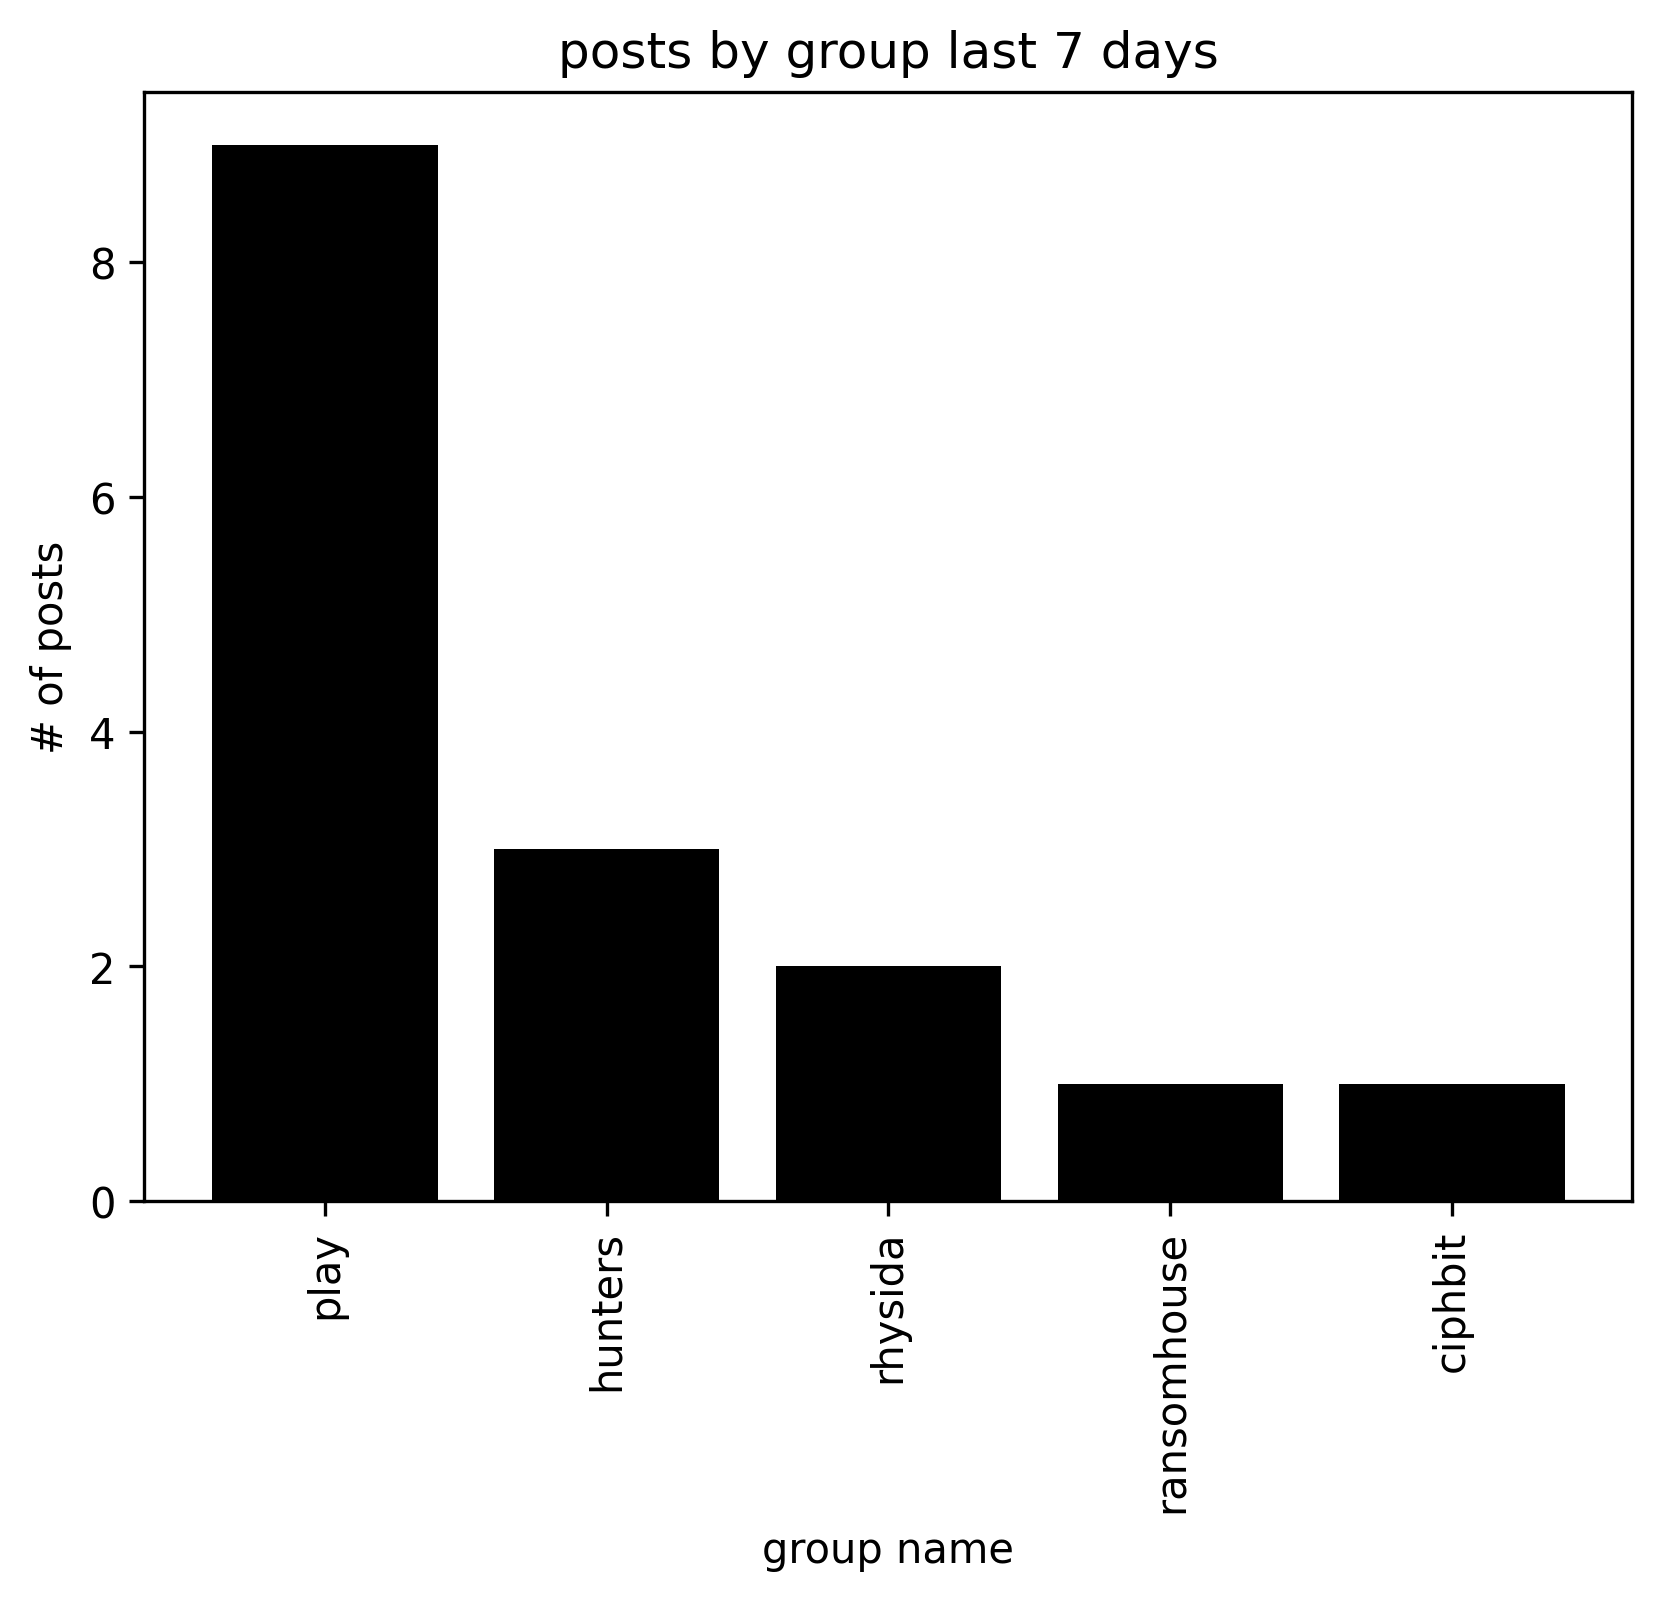 posts by group last 7 days
# of posts
8
6
4
2
0
play
hunters
rhysida
ransomhouse
ciphbit
group name